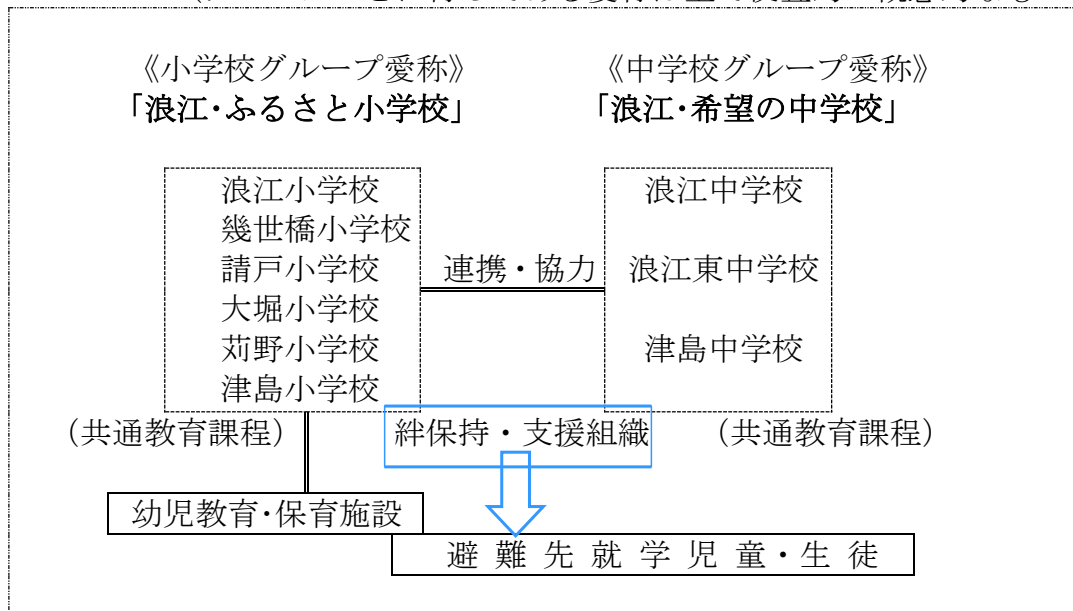 《小学校グループ愛称》 《中学校グループ愛称》
「浪江・ふるさと小学校」 「浪江・希望の中学校」
浪江小学校 浪江中学校
幾世橋小学校
請戸小学校 連携・協力 浪江東中学校
大堀小学校
苅野小学校 津島中学校
津島小学校
(共通教育課程) 絆保持・支援組織 (共通教育課程)
幼児教育・保育施設
避難先就学児童・生徒